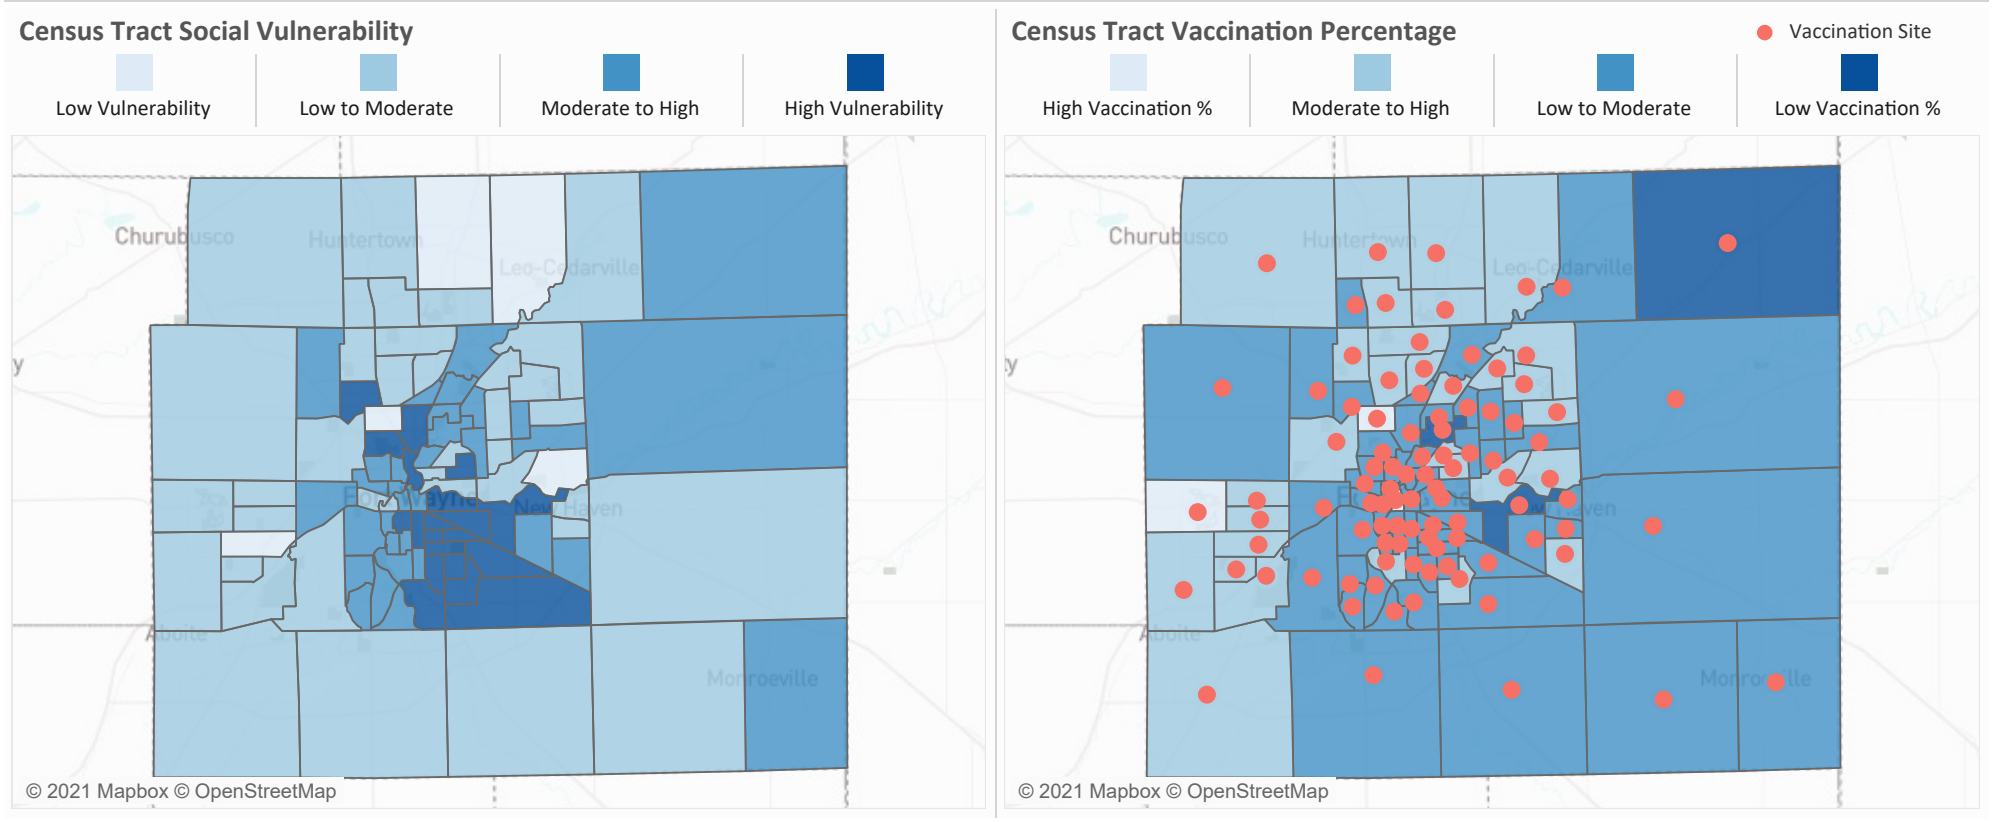 Census Tract Social Vulnerability
Low Vulnerability
Low to Moderate
Moderate to High
High Vulnerability
Churubusco
Huntertown
Leo-Cedarville
y
Fort Wayne
New Haven
Aboite
Monroeville
© 2021 Mapbox © OpenStreetMap
Census Tract Vaccination Percentage
Vaccination Site
High Vaccination %
Moderate to High
Low to Moderate
Low Vaccination %
Churubusco
Huntertown
Leo-Cedarville
y
Aboite
© 2021 Mapbox © OpenStreetMap